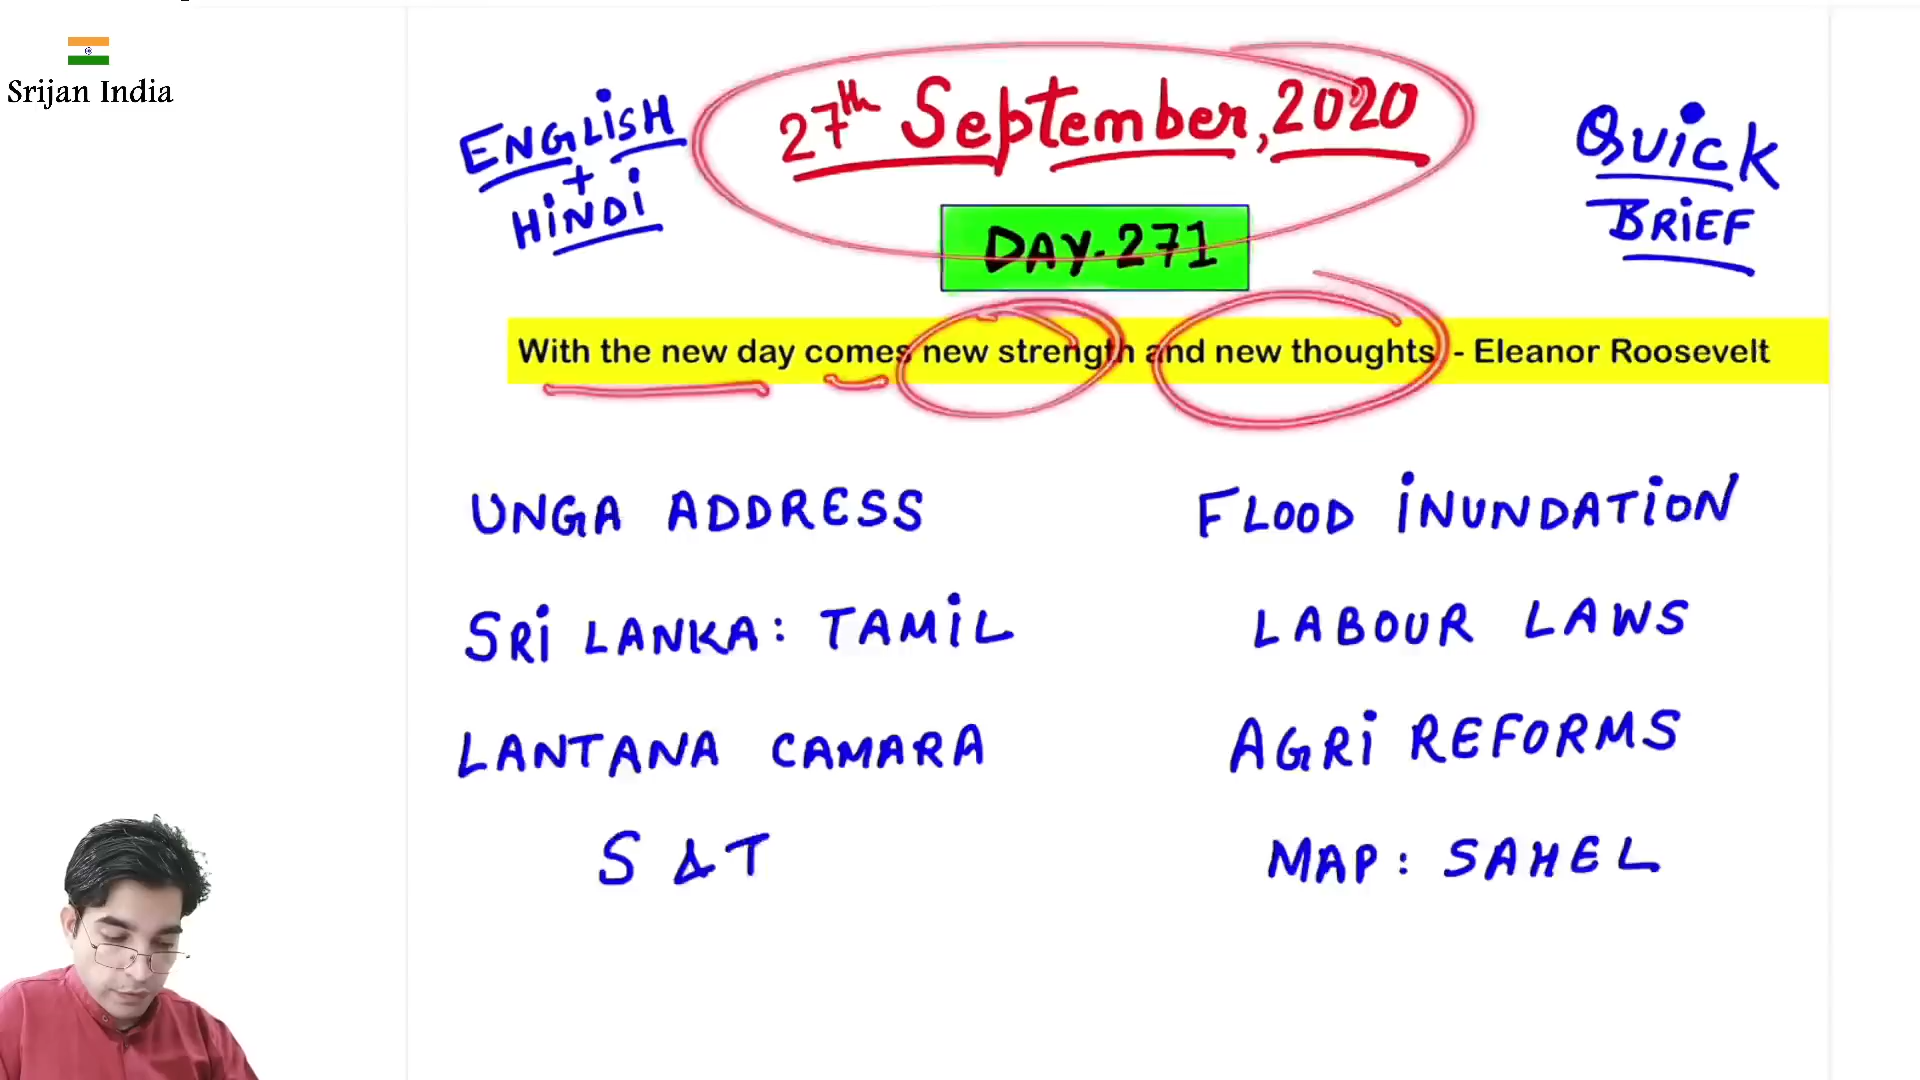 Srijan India
ENGLiSH
+
HiNDi
27th September, 2020
DAY-271
QUiCK
BRiEF
With the new day comes new strength and new thoughts - Eleanor Roosevelt
UNGA ADDRESS
FLOOD iNUNDATiON
SRi LANKA: TAMiL
LABOUR LAWS
LANTANA CAMARA
AGRi REFORMS
S & T
MAP: SAHEL